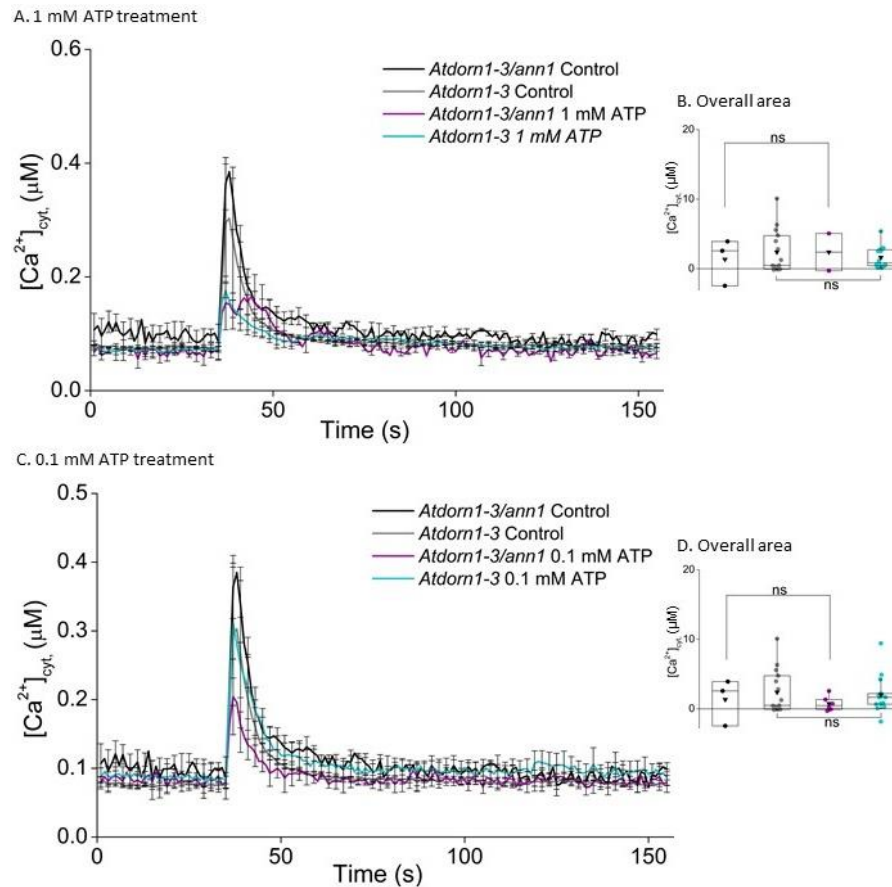 A. 1 mM ATP treatment
0.6
0.4
0.2
0.0
[Ca2+]cyt, (µM)
Atdorn1-3/ann1 Control
Atdorn1-3 Control
Atdorn1-3/ann1 1 mM ATP
Atdorn1-3 1 mM ATP
0
50
100
150
Time (s)
B. Overall area
20
10
0
[Ca2+]cyt, (µM)
ns
ns
C. 0.1 mM ATP treatment
0.5
0.4
0.3
0.2
0.1
0.0
[Ca2+]cyt, (µM)
Atdorn1-3/ann1 Control
Atdorn1-3 Control
Atdorn1-3/ann1 0.1 mM ATP
Atdorn1-3 0.1 mM ATP
0
50
100
150
Time (s)
D. Overall area
20
10
0
[Ca2+]cyt, (µM)
ns
ns